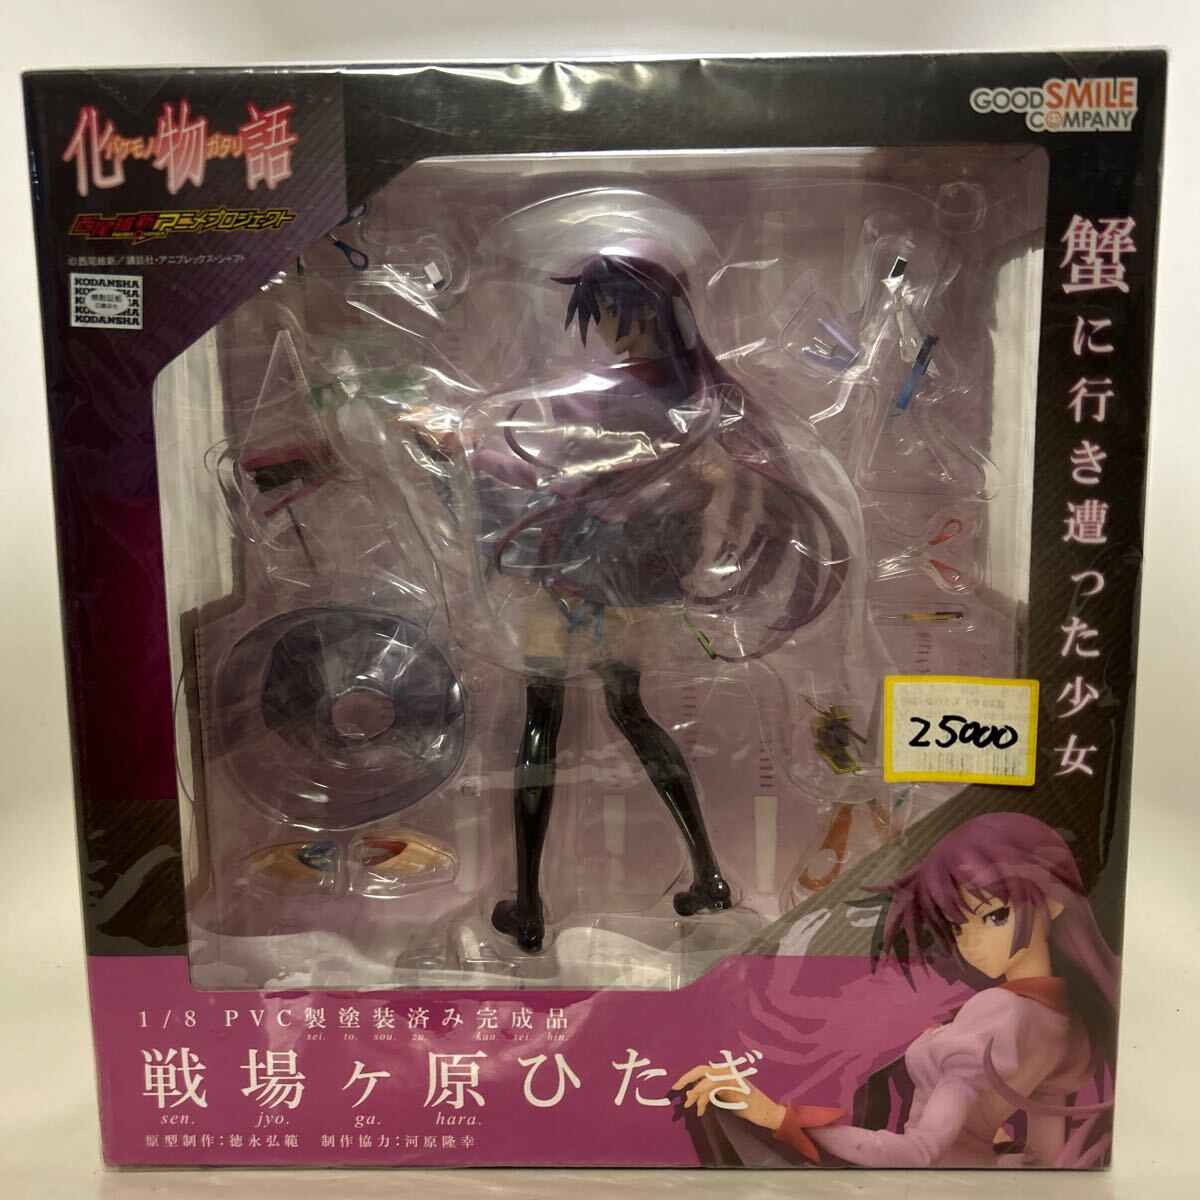 化物語
バケモノガタリ
西尾維新アニメプロジェクト
©西尾維新/講談社・アニプレックス・シャフト
KODANSHA
検数証紙
KODANSHA
GOOD SMILE
COMPANY
蟹に行き遭った少女
25000
1/8 PVC製塗装済み完成品
sei. to. sou. zu. kan. sei. hin.
戦場ヶ原ひたぎ
sen. jyo. ga. hara.
原型制作:徳永弘範 制作協力:河原隆幸